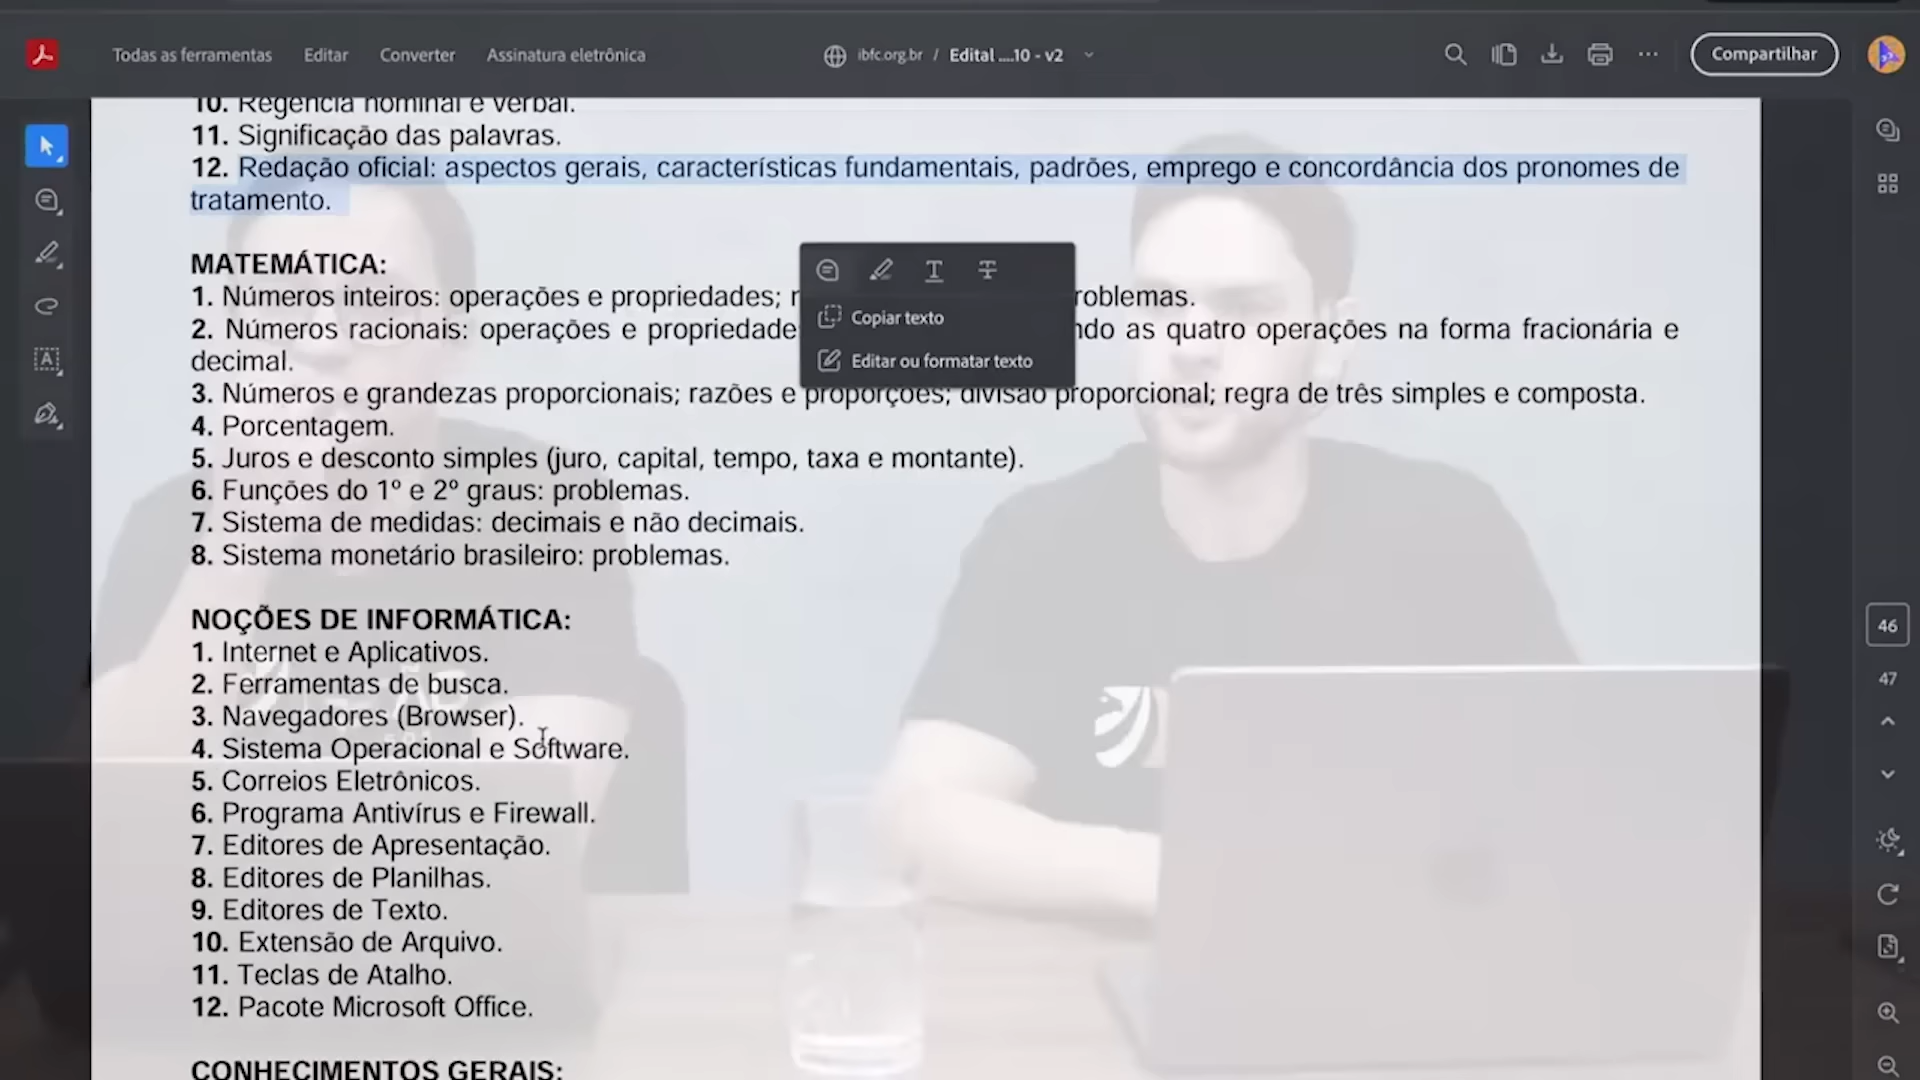 Todas as ferramentas Editar Converter Assinatura eletrônica ibfc.org.br / Edital ....10 - v2 Compartilhar
10. Regência nominal e verbal.
11. Significação das palavras.
12. Redação oficial: aspectos gerais, características fundamentais, padrões, emprego e concordância dos pronomes de
tratamento.
MATEMÁTICA:
1. Números inteiros: operações e propriedades; roblemas.
2. Números racionais: operações e propriedade ndo as quatro operações na forma fracionária e
decimal.
Copiar texto
Editar ou formatar texto
3. Números e grandezas proporcionais; razões e proporções; divisão proporcional; regra de três simples e composta.
4. Porcentagem.
5. Juros e desconto simples (juro, capital, tempo, taxa e montante).
6. Funções do 1º e 2º graus: problemas.
7. Sistema de medidas: decimais e não decimais.
8. Sistema monetário brasileiro: problemas.
NOÇÕES DE INFORMÁTICA:
1. Internet e Aplicativos.
2. Ferramentas de busca.
3. Navegadores (Browser).
4. Sistema Operacional e Software.
5. Correios Eletrônicos.
6. Programa Antivírus e Firewall.
7. Editores de Apresentação.
8. Editores de Planilhas.
9. Editores de Texto.
10. Extensão de Arquivo.
11. Teclas de Atalho.
12. Pacote Microsoft Office.
CONHECIMENTOS GERAIS:
46
47